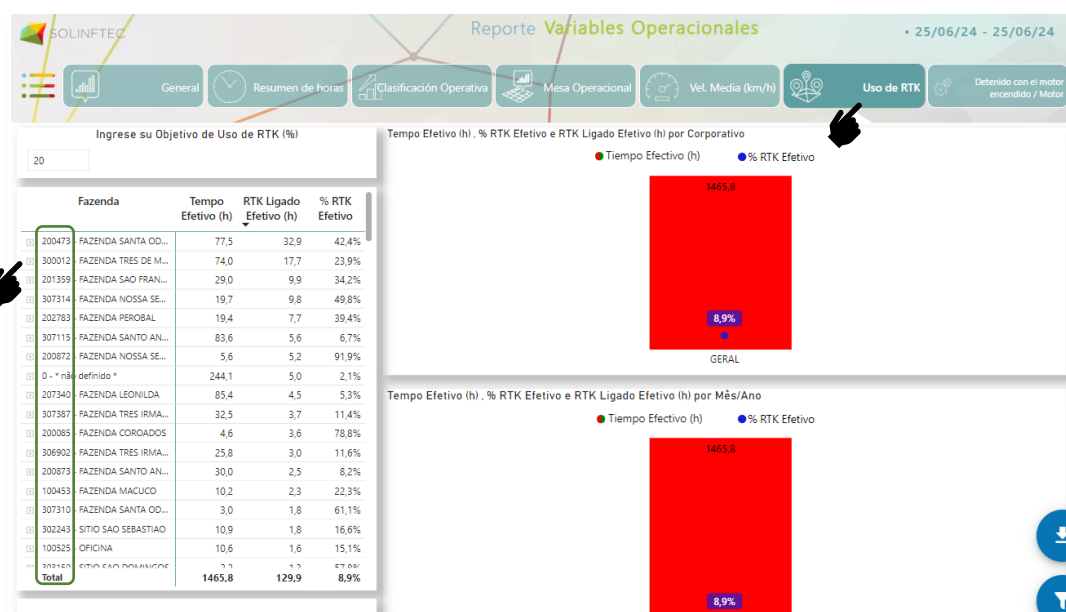 SOLINFTEC
Reporte Variables Operacionales
• 25/06/24 - 25/06/24
General
Resumen de horas
Clasificación Operativa
Mesa Operacional
Vel. Media (km/h)
Uso de RTK
Detenido con el motor
encendido / Motor
Ingrese su Objetivo de Uso de RTK (%)
20
Fazenda Tempo Efetivo (h) RTK Ligado Efetivo (h) % RTK Efetivo
200473 - FAZENDA SANTA OD... 77,5 32,9 42,4%
300012 - FAZENDA TRES DE M... 74,0 17,7 23,9%
201359 - FAZENDA SAO FRAN... 29,0 9,9 34,2%
307314 - FAZENDA NOSSA SE... 19,7 9,8 49,8%
202783 - FAZENDA PEROBAL 19,4 7,7 39,4%
307115 - FAZENDA SANTO AN... 83,6 5,6 6,7%
200872 - FAZENDA NOSSA SE... 5,6 5,2 91,9%
0 - * não definido * 244,1 5,0 2,1%
207340 - FAZENDA LEONILDA 85,4 4,5 5,3%
307387 - FAZENDA TRES IRMA... 32,5 3,7 11,4%
200085 - FAZENDA COROADOS 4,6 3,6 78,8%
306902 - FAZENDA TRES IRMA... 25,8 3,0 11,6%
200873 - FAZENDA SANTO AN... 30,0 2,5 8,2%
100453 - FAZENDA MACUCO 10,2 2,3 22,3%
307310 - FAZENDA SANTA OD... 3,0 1,8 61,1%
302243 - SITIO SAO SEBASTIAO 10,9 1,8 16,6%
100525 - OFICINA 10,6 1,6 15,1%
SITIO SAO DOMINGOS
Total 1465,8 129,9 8,9%
Tempo Efetivo (h) , % RTK Efetivo e RTK Ligado Efetivo (h) por Corporativo
Tiempo Efectivo (h) % RTK Efetivo
1465,8
8,9%
GERAL
Tempo Efetivo (h) , % RTK Efetivo e RTK Ligado Efetivo (h) por Mês/Ano
Tiempo Efectivo (h) % RTK Efetivo
1465,8
8,9%